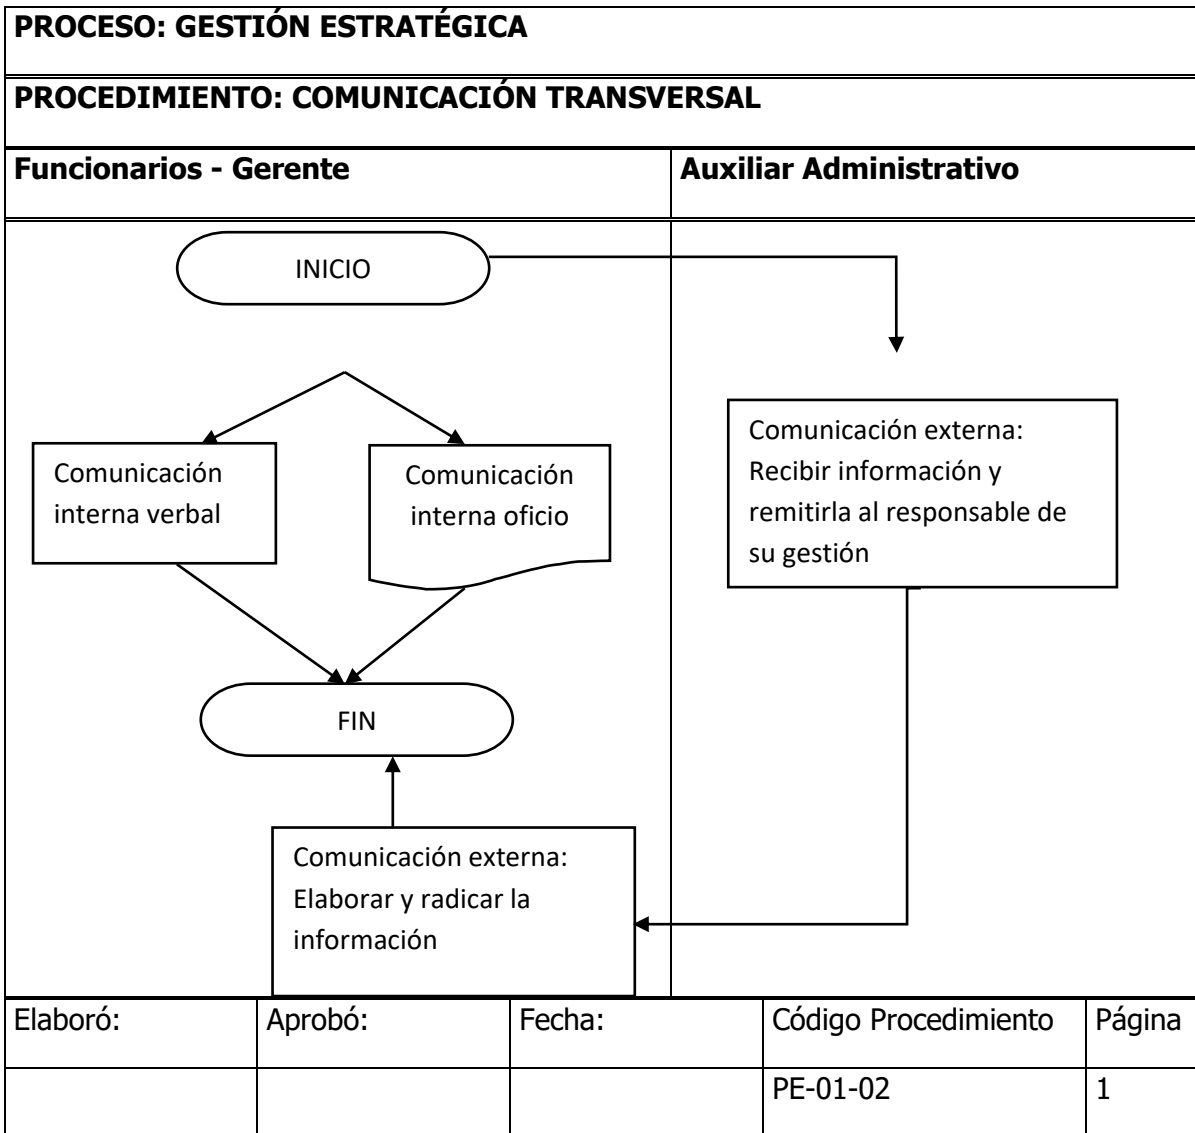 PROCESO: GESTIÓN ESTRATÉGICA
PROCEDIMIENTO: COMUNICACIÓN TRANSVERSAL
Funcionarios - Gerente
Auxiliar Administrativo
INICIO
Comunicación
interna verbal
Comunicación
interna oficio
Comunicación externa:
Recibir información y
remitirla al responsable de
su gestión
FIN
Comunicación externa:
Elaborar y radicar la
información
Elaboró:
Aprobó:
Fecha:
Código Procedimiento
Página
PE-01-02
1